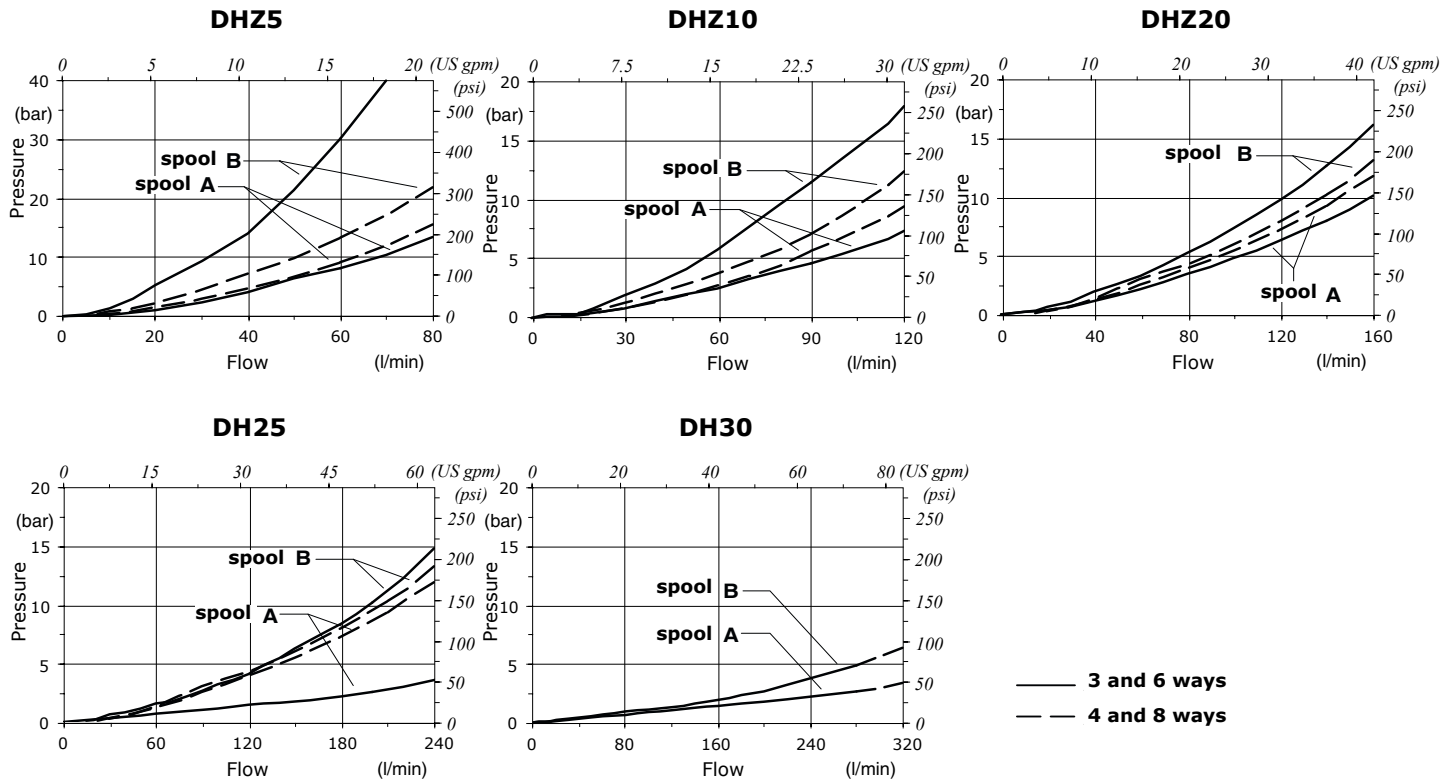 DHZ5
0 5 10 15 20 (US gpm)
(psi)
40
(bar)
30
20
10
0
Pressure
500
400
300
200
100
0
spool B
spool A
0 20 40 60 80
Flow (l/min)
DHZ10
0 7.5 15 22.5 30 (US gpm)
(psi)
20
(bar)
15
10
5
0
Pressure
250
200
150
100
50
0
spool B
spool A
0 30 60 90 120
Flow (l/min)
DHZ20
0 10 20 30 40 (US gpm)
(psi)
20
(bar)
15
10
5
0
Pressure
250
200
150
100
50
0
spool B
spool A
0 40 80 120 160
Flow (l/min)
DH25
0 15 30 45 60 (US gpm)
(psi)
20
(bar)
15
10
5
0
Pressure
250
200
150
100
50
0
spool B
spool A
0 60 120 180 240
Flow (l/min)
DH30
0 20 40 60 80 (US gpm)
(psi)
20
(bar)
15
10
5
0
Pressure
250
200
150
100
50
0
spool B
spool A
0 80 160 240 320
Flow (l/min)
3 and 6 ways
4 and 8 ways